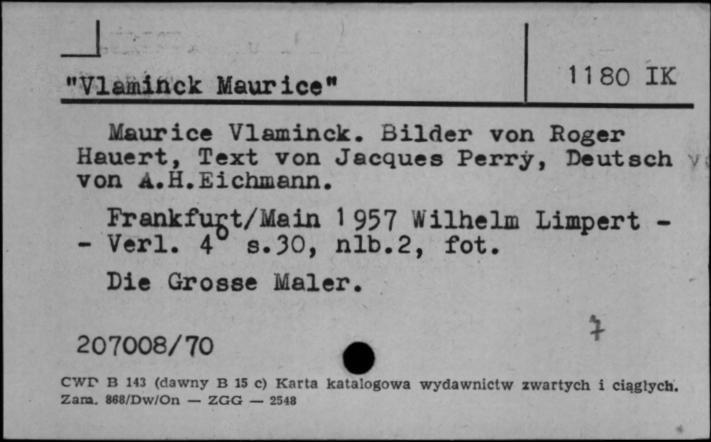 "Vlaminck Maurice"
1180 IK
Maurice Vlaminck. Bilder von Roger
Hauert, Text von Jacques Perry, Deutsch
von A.H.Eichmann.
Frankfurt/Main 1957 Wilhelm Limpert -
- Verl. 4° s.30, nlb.2, fot.
Die Grosse Maler.
7
207008/70
CWD B 143 (dawny B 15 c) Karta katalogowa wydawnictw zwartych i ciągłych.
Zam. 868/Dw/On — ZGG — 2548